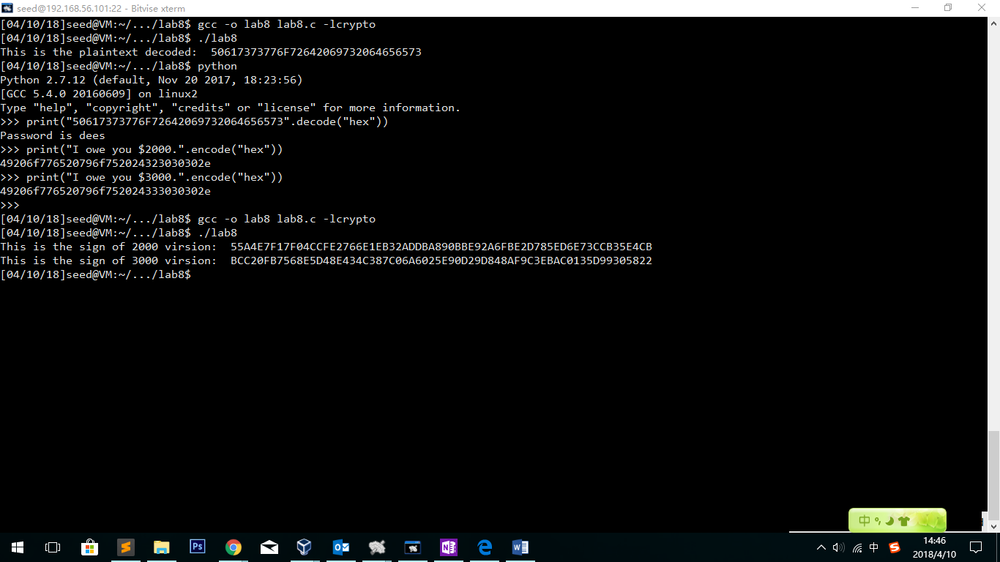 seed@192.168.56.101:22 - Bitvise xterm
[04/10/18]seed@VM:~/.../lab8$ gcc -o lab8 lab8.c -lcrypto
[04/10/18]seed@VM:~/.../lab8$ ./lab8
This is the plaintext decoded:  50617373776F72642069732064656573
[04/10/18]seed@VM:~/.../lab8$ python
Python 2.7.12 (default, Nov 20 2017, 18:23:56)
[GCC 5.4.0 20160609] on linux2
Type "help", "copyright", "credits" or "license" for more information.
>>> print("50617373776F72642069732064656573".decode("hex"))
Password is dees
>>> print("I owe you $2000.".encode("hex"))
49206f776520796f752024323030302e
>>> print("I owe you $3000.".encode("hex"))
49206f776520796f752024333030302e
>>>
[04/10/18]seed@VM:~/.../lab8$ gcc -o lab8 lab8.c -lcrypto
[04/10/18]seed@VM:~/.../lab8$ ./lab8
This is the sign of 2000 virsion:  55A4E7F17F04CCFE2766E1EB32ADDBA890BBE92A6FBE2D785ED6E73CCB35E4CB
This is the sign of 3000 virsion:  BCC20FB7568E5D48E434C387C06A6025E90D29D848AF9C3EBAC0135D99305822
[04/10/18]seed@VM:~/.../lab8$
中
Ps
中
14:46
2018/4/10